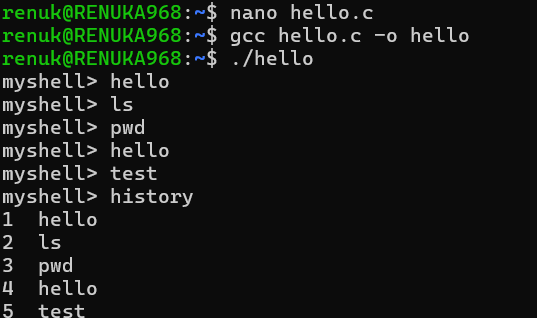 renuk@RENUKA968:~$ nano hello.c
renuk@RENUKA968:~$ gcc hello.c -o hello
renuk@RENUKA968:~$ ./hello
myshell> hello
myshell> ls
myshell> pwd
myshell> hello
myshell> test
myshell> history
1  hello
2  ls
3  pwd
4  hello
5  test